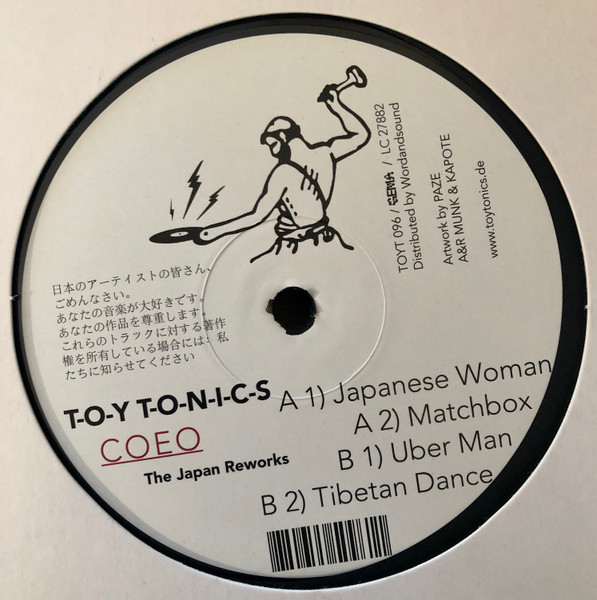 TOYT 096 / GEMA / LC 27882
Distributed by Wordandsound
Artwork by PAZE
A&R MUNK & KAPOTE
www.toytonics.de
日本のアーティストの皆さん、
ごめんなさい。
あなたの音楽が大好きです。
あなたの作品を尊重します。
これらのトラックに対する著作
権を所有している場合には、私
たちに知らせてください
T-O-Y T-O-N-I-C-S
COEO
The Japan Reworks
A 1) Japanese Woman
A 2) Matchbox
B 1) Uber Man
B 2) Tibetan Dance